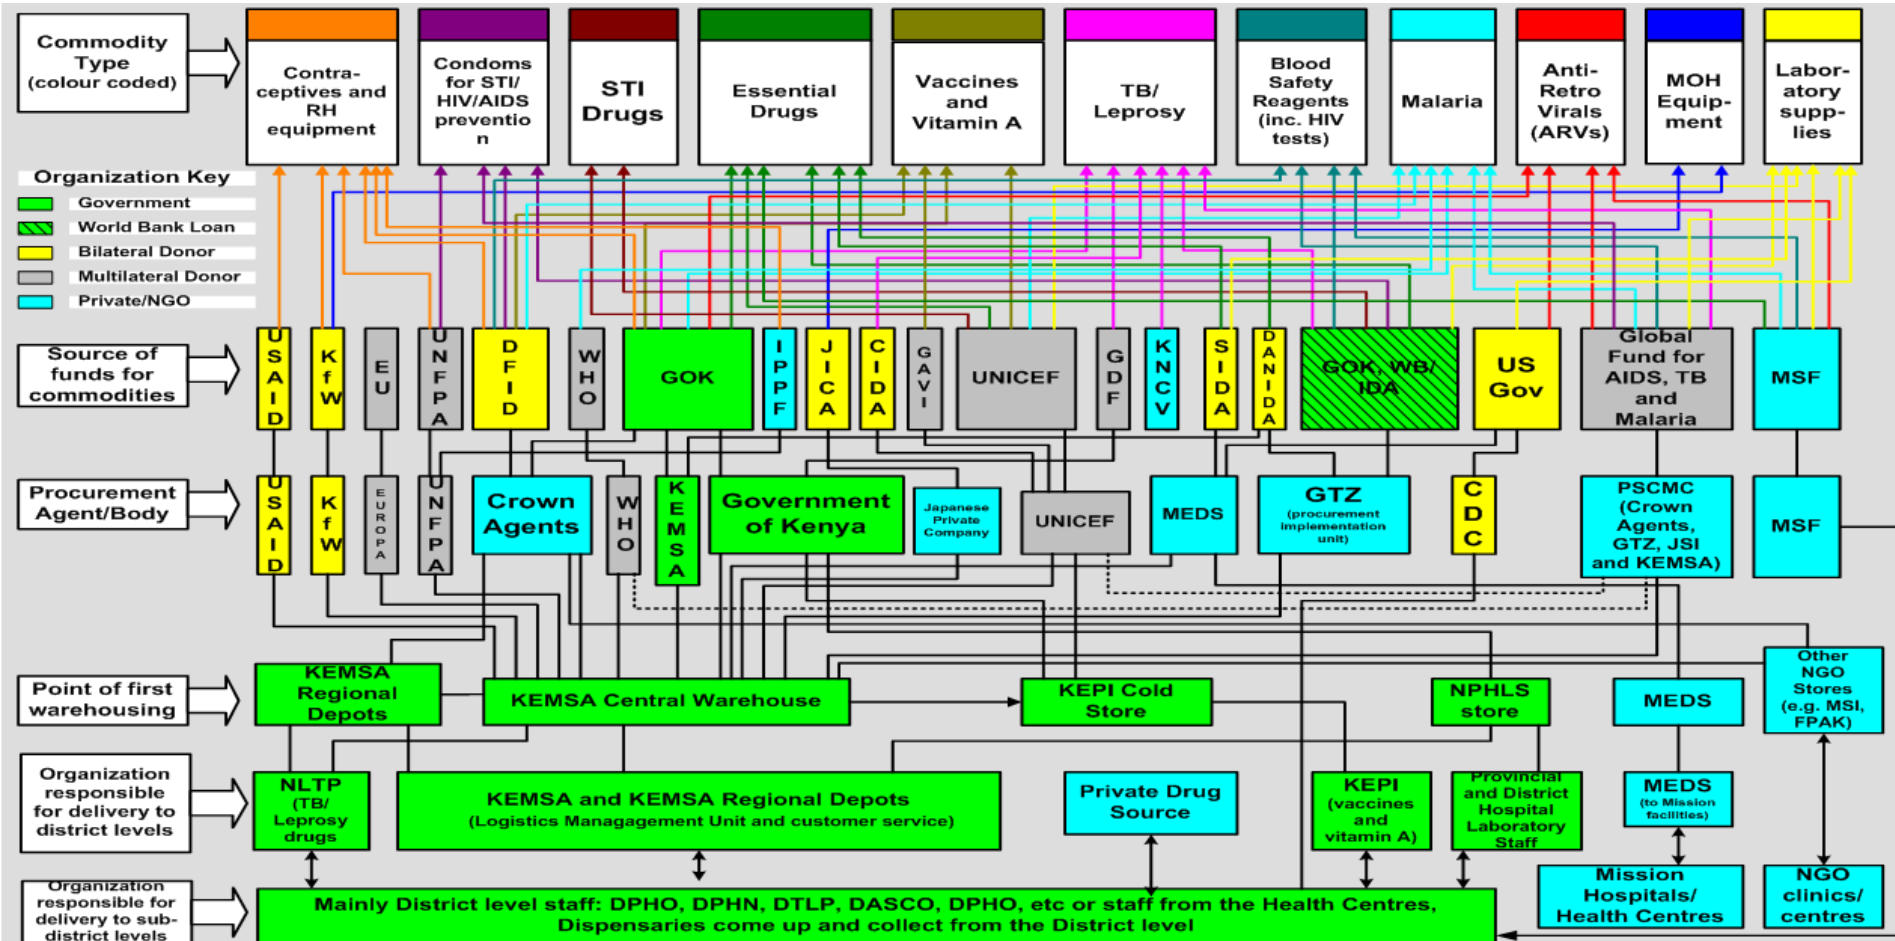 Commodity
Type
(colour coded)
Contra-
ceptives and
RH
equipment
Condoms
for STI/
HIV/AIDS
preventio
n
STI
Drugs
Essential
Drugs
Vaccines
and
Vitamin A
TB/
Leprosy
Blood
Safety
Reagents
(inc. HIV
tests)
Malaria
Anti-
Retro
Virals
(ARVs)
MOH
Equip-
ment
Labor-
atory
supp-
lies
Organization Key
Government
World Bank Loan
Bilateral Donor
Multilateral Donor
Private/NGO
Source of
funds for
commodities
USAID
KfW
EU
UNFPA
DFID
WHO
GOK
IPPF
JICA
CIDA
GAVI
UNICEF
GDF
KNCV
SIDA
DANIDA
GOK, WB/
IDA
US
Gov
Global
Fund for
AIDS, TB
and
Malaria
MSF
Procurement
Agent/Body
USAID
KfW
EUROPA
UNFPA
Crown
Agents
WHO
KEMSA
Government
of Kenya
Japanese
Private
Company
UNICEF
MEDS
GTZ
(procurement
implementation
unit)
CDC
PSCMC
(Crown
Agents,
GTZ, JSI
and KEMSA)
MSF
Point of first
warehousing
KEMSA
Regional
Depots
KEMSA Central Warehouse
KEPI Cold
Store
NPHLS
store
MEDS
Other
NGO
Stores
(e.g. MSI,
FPAK)
Organization
responsible
for delivery to
district levels
NLTP
(TB/
Leprosy
drugs
KEMSA and KEMSA Regional Depots
(Logistics Managagement Unit and customer service)
Private Drug
Source
KEPI
(vaccines
and
vitamin A)
Provincial
and District
Hospital
Laboratory
Staff
MEDS
(to Mission
facilities)
Organization
responsible for
delivery to sub-
district levels
Mainly District level staff: DPHO, DPHN, DTLP, DASCO, DPHO, etc or staff from the Health Centres,
Dispensaries come up and collect from the District level
Mission
Hospitals/
Health Centres
NGO
clinics/
centres